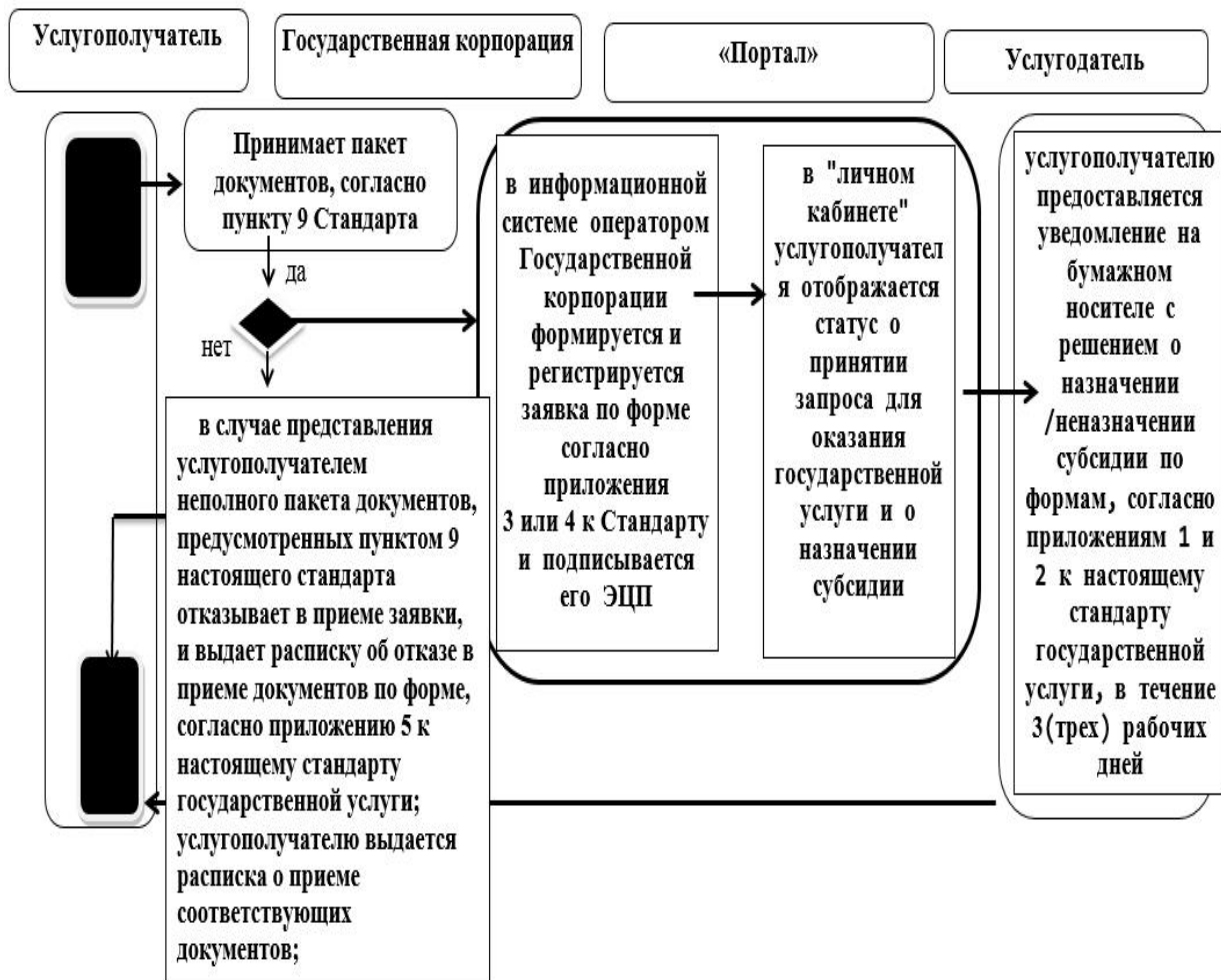 Услугополучатель
Государственная корпорация
«Портал»
Услугодатель
Принимает пакет
документов, согласно
пункту 9 Стандарта
да
нет
в случае представления
услугополучателем
неполного пакета документов,
предусмотренных пунктом 9
настоящего стандарта
отказывает в приеме заявки,
и выдает расписку об отказе в
приеме документов по форме,
согласно приложению 5 к
настоящему стандарту
государственной услуги;
услугополучателю выдается
расписка о приеме
соответствующих
документов;
в информационной
системе оператором
Государственной
корпорации
формируется и
регистрируется
заявка по форме
согласно
приложения
3 или 4 к Стандарту
и подписывается
его ЭЦП
в "личном
кабинете"
услугополучател
я отображается
статус о
принятии
запроса для
оказания
государственной
услуги и о
назначении
субсидии
услугополучателю
предоставляется
уведомление на
бумажном
носителе с
решением о
назначении
/неназначении
субсидии по
формам, согласно
приложениям 1 и
2 к настоящему
стандарту
государственной
услуги, в течение
3(трех) рабочих
дней